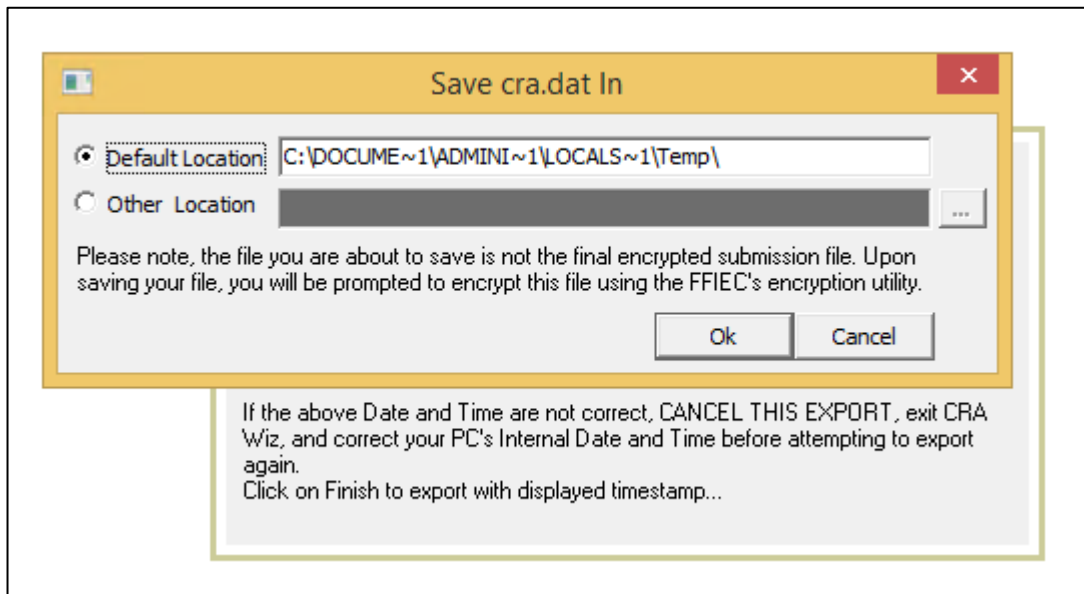 Save cra.dat In
Default Location C:\DOCUME~1\ADMINI~1\LOCALS~1\Temp\
Other Location ...
Please note, the file you are about to save is not the final encrypted submission file. Upon
saving your file, you will be prompted to encrypt this file using the FFIEC's encryption utility.
Ok Cancel
If the above Date and Time are not correct, CANCEL THIS EXPORT, exit CRA
Wiz, and correct your PC's Internal Date and Time before attempting to export
again.
Click on Finish to export with displayed timestamp...